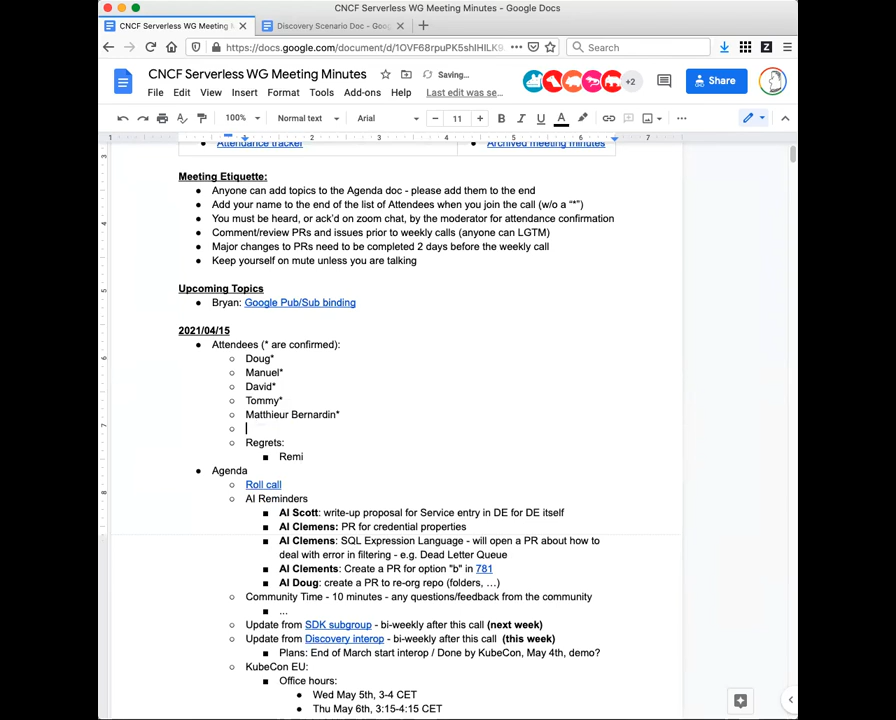 CNCF Serverless WG Meeting Minutes - Google Docs
CNCF Serverless WG Meeting M
Discovery Scenario Doc - Goo
https://docs.google.com/document/d/1OVF68rpuPK5shIHILK9
Search
CNCF Serverless WG Meeting Minutes
Saving...
+2
Share
File Edit View Insert Format Tools Add-ons Help Last edit was se...
100% Normal text Arial 11 B I U A
1 1 2 3 4 5 6 7
Attendance tracker Archived meeting minutes
Meeting Etiquette:
Anyone can add topics to the Agenda doc - please add them to the end
Add your name to the end of the list of Attendees when you join the call (w/o a “*”)
You must be heard, or ack’d on zoom chat, by the moderator for attendance confirmation
Comment/review PRs and issues prior to weekly calls (anyone can LGTM)
Major changes to PRs need to be completed 2 days before the weekly call
Keep yourself on mute unless you are talking
Upcoming Topics
Bryan: Google Pub/Sub binding
2021/04/15
Attendees (* are confirmed):
Doug*
Manuel*
David*
Tommy*
Matthieur Bernardin*
Regrets:
Remi
Agenda
Roll call
AI Reminders
AI Scott: write-up proposal for Service entry in DE for DE itself
AI Clemens: PR for credential properties
AI Clemens: SQL Expression Language - will open a PR about how to
deal with error in filtering - e.g. Dead Letter Queue
AI Clements: Create a PR for option "b" in 781
AI Doug: create a PR to re-org repo (folders, …)
Community Time - 10 minutes - any questions/feedback from the community
...
Update from SDK subgroup - bi-weekly after this call (next week)
Update from Discovery interop - bi-weekly after this call (this week)
Plans: End of March start interop / Done by KubeCon, May 4th, demo?
KubeCon EU:
Office hours:
Wed May 5th, 3-4 CET
Thu May 6th, 3:15-4:15 CET